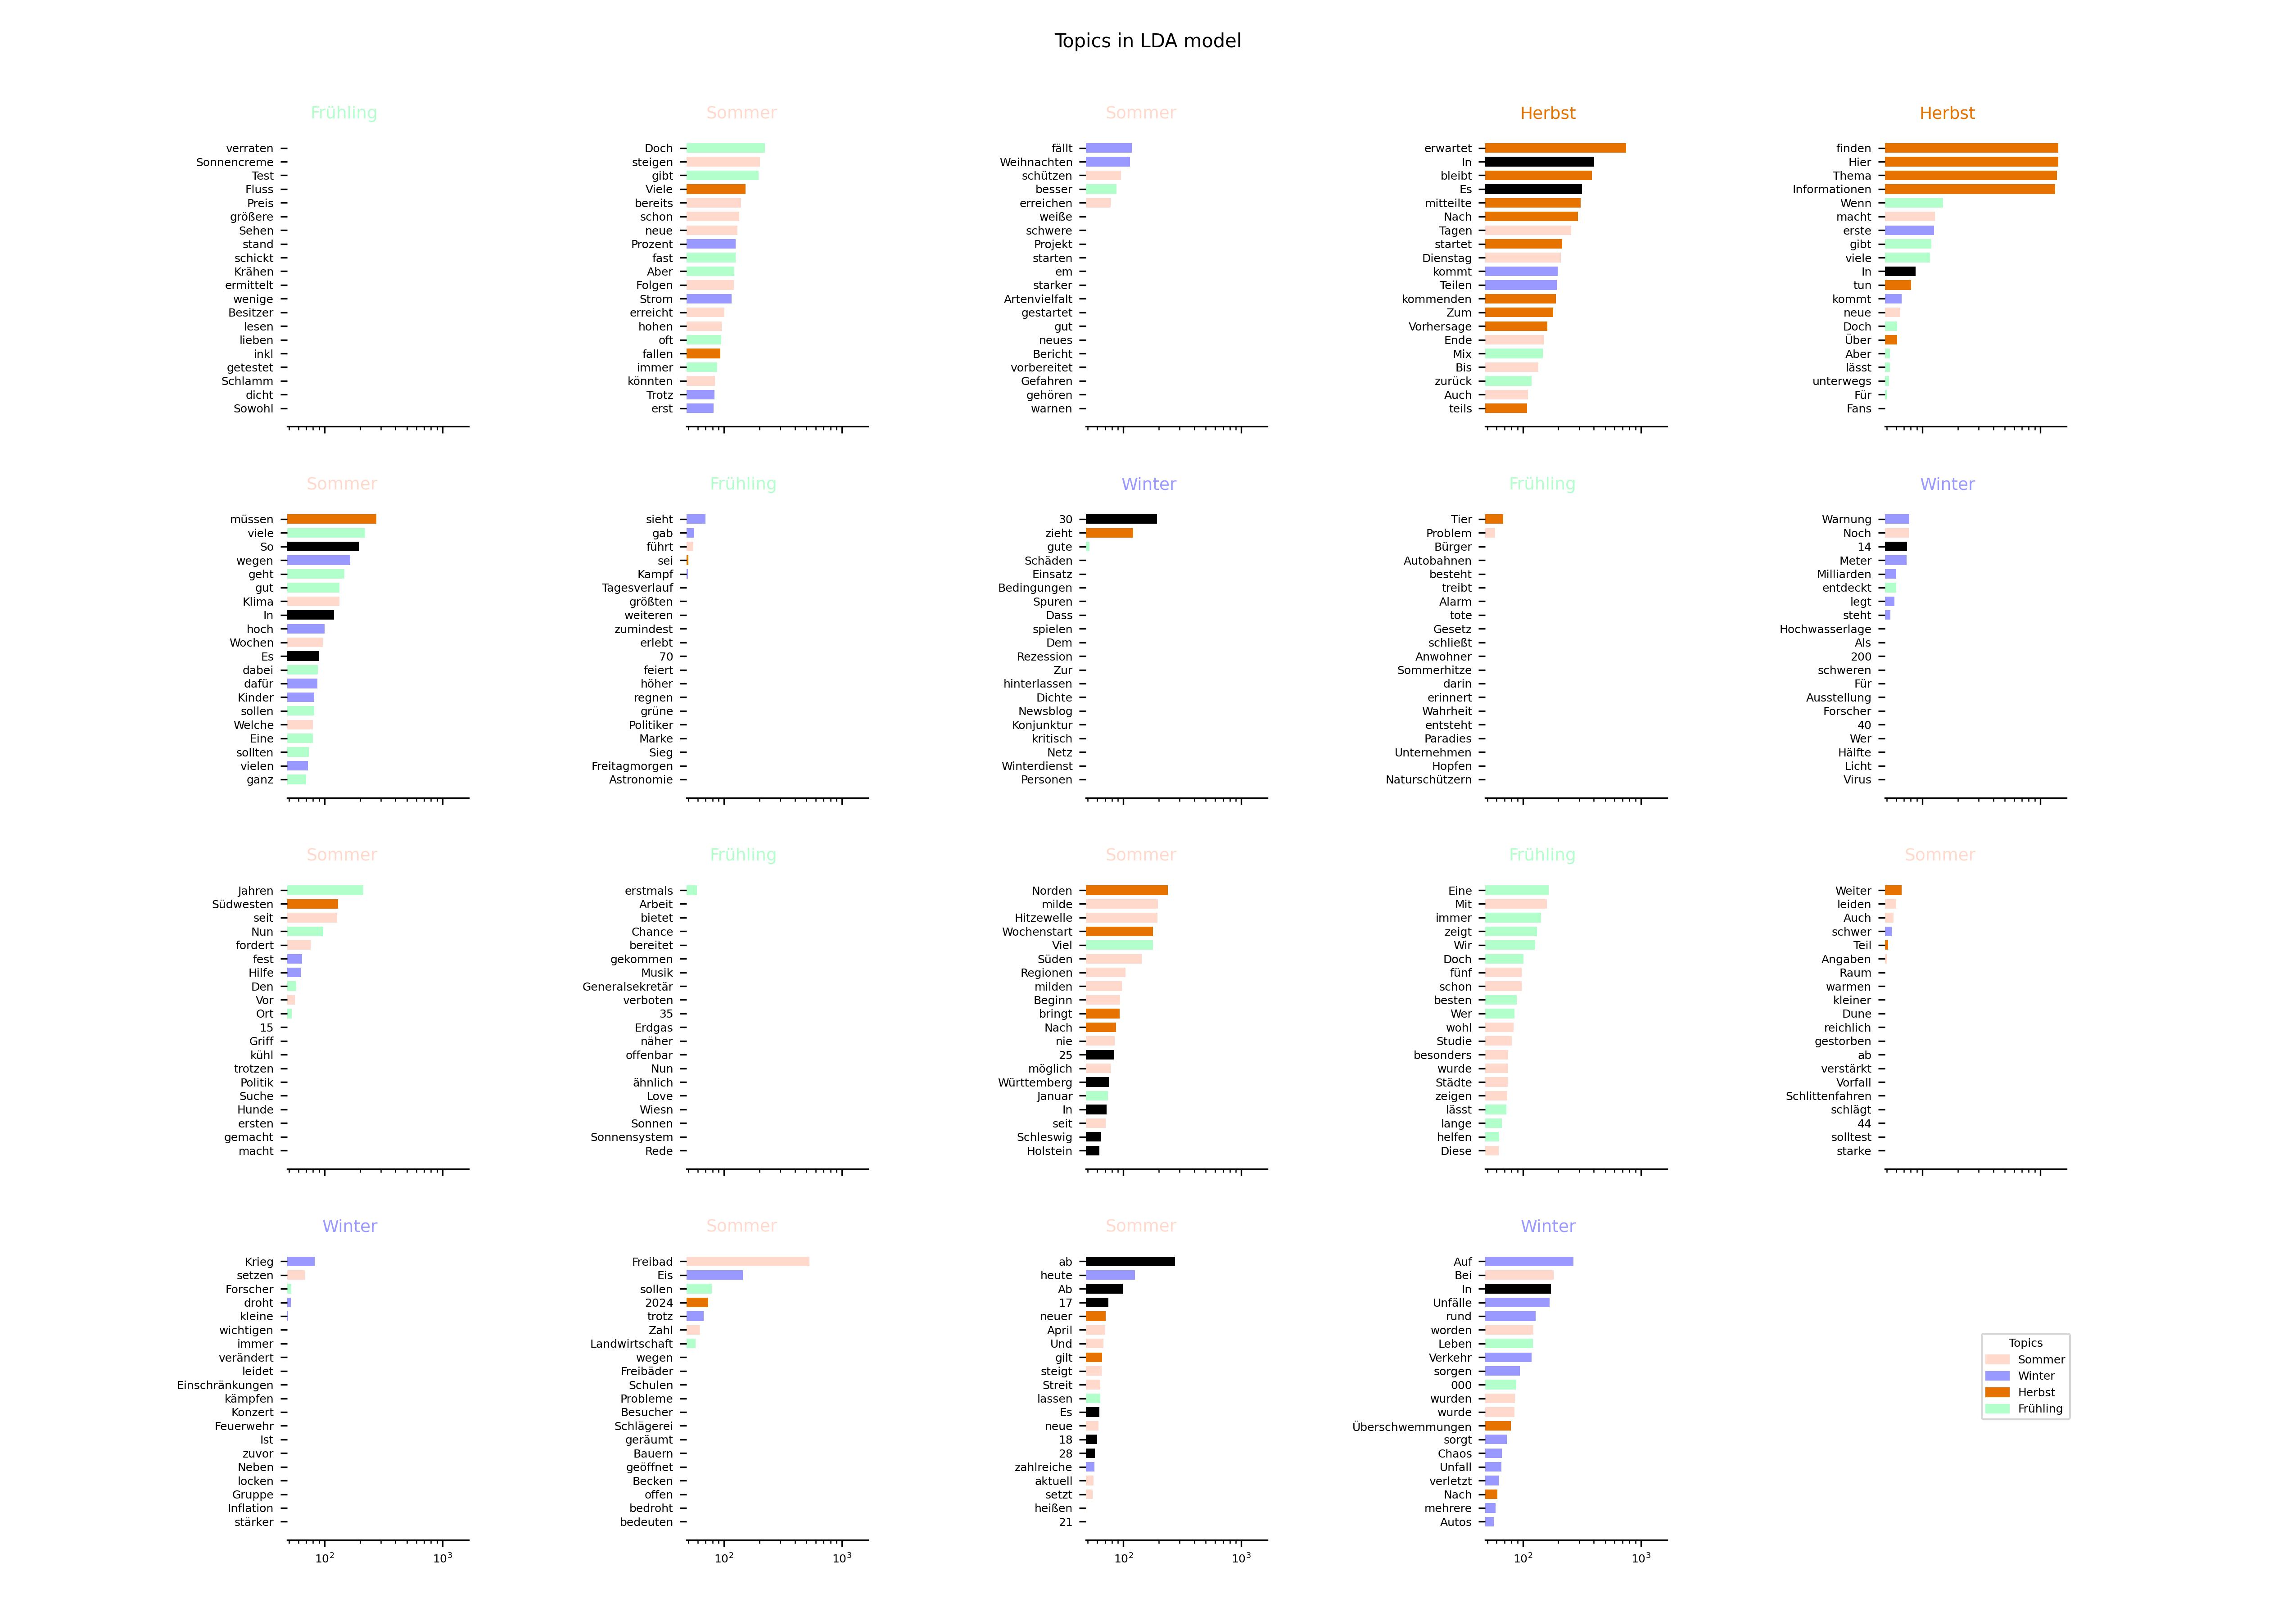 Topics in LDA model
Frühling
verraten
Sonnencreme
Test
Fluss
Preis
größere
Sehen
stand
schickt
Krähen
ermittelt
wenige
Besitzer
lesen
lieben
inkl
getestet
Schlamm
dicht
Sowohl
Sommer
Doch
steigen
gibt
Viele
bereits
schon
neue
Prozent
fast
Aber
Folgen
Strom
erreicht
hohen
oft
fallen
immer
könnten
Trotz
erst
Sommer
fällt
Weihnachten
schützen
besser
erreichen
weiße
schwere
Projekt
starten
em
starker
Artenvielfalt
gestartet
gut
neues
Bericht
vorbereitet
Gefahren
gehören
warnen
Herbst
erwartet
In
bleibt
Es
mitteilte
Nach
Tagen
startet
Dienstag
kommt
Teilen
kommenden
Zum
Vorhersage
Ende
Mix
Bis
zurück
Auch
teils
Herbst
finden
Hier
Thema
Informationen
Wenn
macht
erste
gibt
viele
In
tun
kommt
neue
Doch
Über
Aber
lässt
unterwegs
Für
Fans
Sommer
müssen
viele
So
wegen
geht
gut
Klima
In
hoch
Wochen
Es
dabei
dafür
Kinder
sollen
Welche
Eine
sollten
vielen
ganz
Frühling
sieht
gab
führt
sei
Kampf
Tagesverlauf
größten
weiteren
zumindest
erlebt
70
feiert
höher
regnen
grüne
Politiker
Marke
Sieg
Freitagmorgen
Astronomie
Winter
30
zieht
gute
Schäden
Einsatz
Bedingungen
Spuren
Dass
spielen
Dem
Rezession
Zur
hinterlassen
Dichte
Newsblog
Konjunktur
kritisch
Netz
Winterdienst
Personen
Frühling
Tier
Problem
Bürger
Autobahnen
besteht
treibt
Alarm
tote
Gesetz
schließt
Anwohner
Sommerhitze
darin
erinnert
Wahrheit
entsteht
Paradies
Unternehmen
Hopfen
Naturschützern
Winter
Warnung
Noch
14
Meter
Milliarden
entdeckt
legt
steht
Hochwasserlage
Als
200
schweren
Für
Ausstellung
Forscher
40
Wer
Hälfte
Licht
Virus
Sommer
Jahren
Südwesten
seit
Nun
fordert
fest
Hilfe
Den
Vor
Ort
15
Griff
kühl
trotzen
Politik
Suche
Hunde
ersten
gemacht
macht
Frühling
erstmals
Arbeit
bietet
Chance
bereitet
gekommen
Musik
Generalsekretär
verboten
35
Erdgas
näher
offenbar
Nun
ähnlich
Love
Wiesn
Sonnen
Sonnensystem
Rede
Sommer
Norden
milde
Hitzewelle
Wochenstart
Viel
Süden
Regionen
milden
Beginn
bringt
Nach
nie
25
möglich
Württemberg
Januar
In
seit
Schleswig
Holstein
Frühling
Eine
Mit
immer
zeigt
Wir
Doch
fünf
schon
besten
Wer
wohl
Studie
besonders
wurde
Städte
zeigen
lässt
lange
helfen
Diese
Sommer
Weiter
leiden
Auch
schwer
Teil
Angaben
Raum
warmen
kleiner
Dune
reichlich
gestorben
ab
verstärkt
Vorfall
Schlittenfahren
schlägt
44
solltest
starke
Winter
Krieg
setzen
Forscher
droht
kleine
wichtigen
immer
verändert
leidet
Einschränkungen
kämpfen
Konzert
Feuerwehr
Ist
zuvor
Neben
locken
Gruppe
Inflation
stärker
10² 10³
Sommer
Freibad
Eis
sollen
2024
trotz
Zahl
Landwirtschaft
wegen
Freibäder
Schulen
Probleme
Besucher
Schlägerei
geräumt
Bauern
geöffnet
Becken
offen
bedroht
bedeuten
10² 10³
Sommer
ab
heute
Ab
17
neuer
April
Und
gilt
steigt
Streit
lassen
Es
neue
18
28
zahlreiche
aktuell
setzt
heißen
21
10² 10³
Winter
Auf
Bei
In
Unfälle
rund
worden
Leben
Verkehr
sorgen
000
wurden
wurde
Überschwemmungen
sorgt
Chaos
Unfall
verletzt
Nach
mehrere
Autos
10² 10³
Topics
Sommer
Winter
Herbst
Frühling